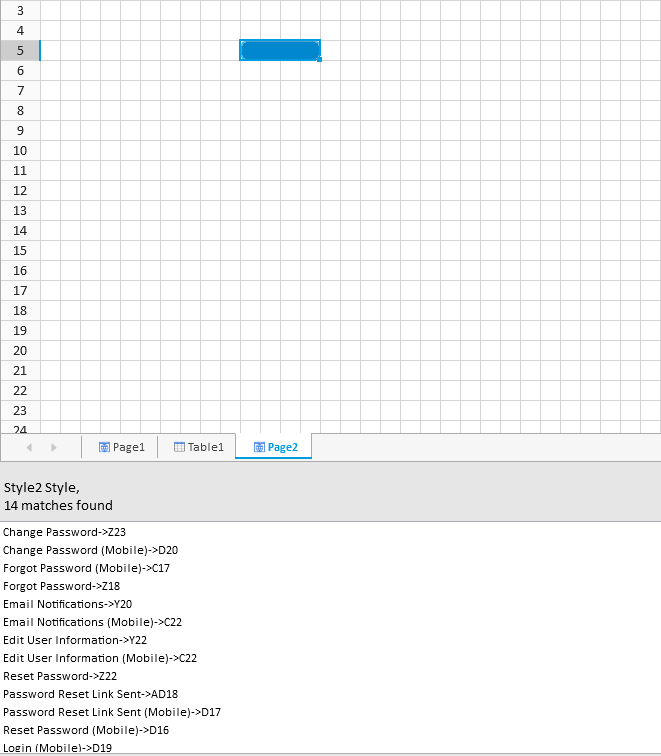 3
4
5
6
7
8
9
10
11
12
13
14
15
16
17
18
19
20
21
22
23
24
Page1 Table1 Page2
Style2 Style,
14 matches found
Change Password->Z23
Change Password (Mobile)->D20
Forgot Password (Mobile)->C17
Forgot Password->Z18
Email Notifications->Y20
Email Notifications (Mobile)->C22
Edit User Information->Y22
Edit User Information (Mobile)->C22
Reset Password->Z22
Password Reset Link Sent->AD18
Password Reset Link Sent (Mobile)->D17
Reset Password (Mobile)->D16
Login (Mobile)->D19